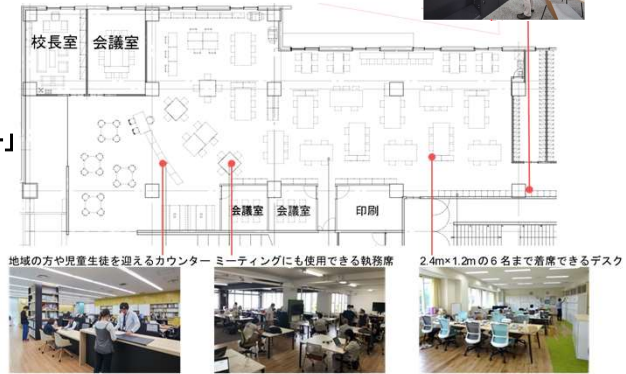 校長室
会議室
」
会議室
会議室
印刷
地域の方や児童生徒を迎えるカウンター
ミーティングにも使用できる執務席
2.4m×1.2mの6名まで着席できるデスク